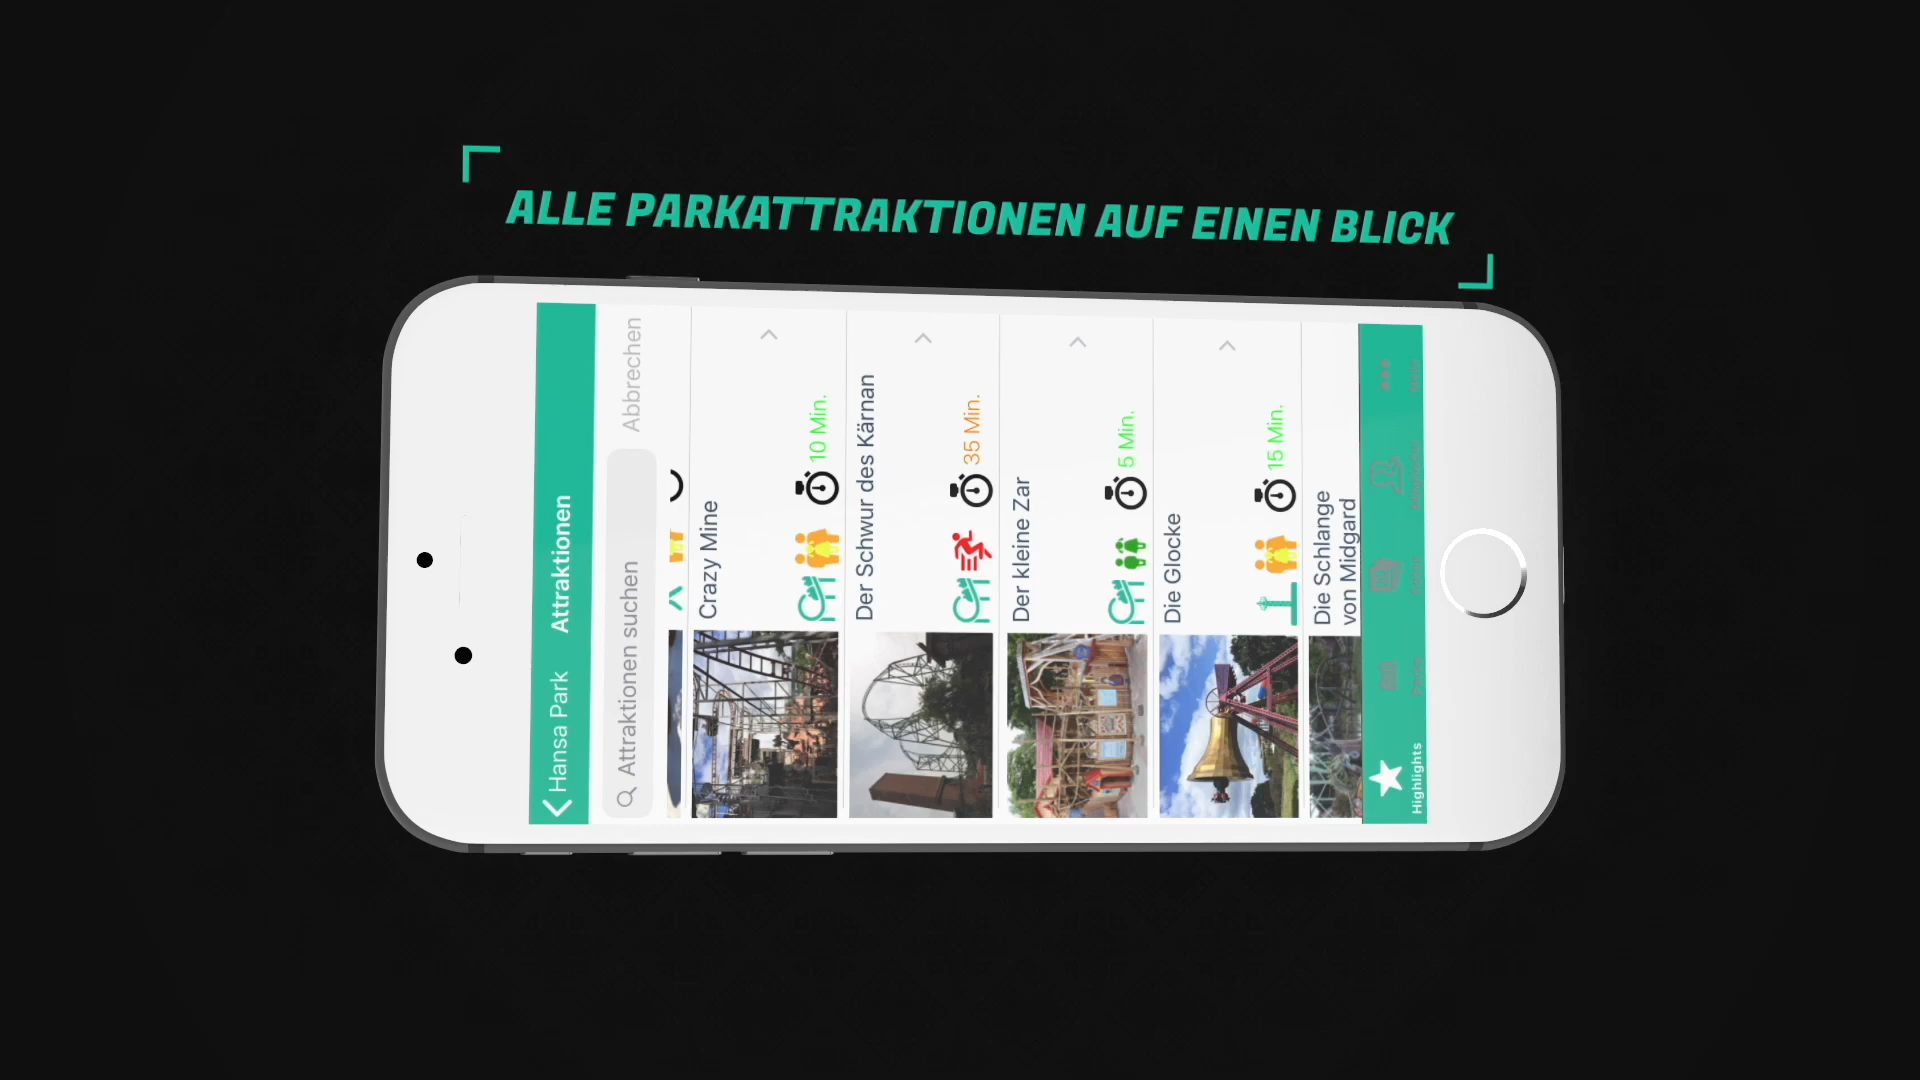 ALLE PARKATTRAKTIONEN AUF EINEN BLICK
Hansa Park
Attraktionen
Attraktionen suchen
Abbrechen
Crazy Mine
10 Min.
Der Schwur des Kärnan
35 Min.
Der kleine Zar
5 Min.
Die Glocke
15 Min.
Die Schlange
von Midgard
Highlights
Parks